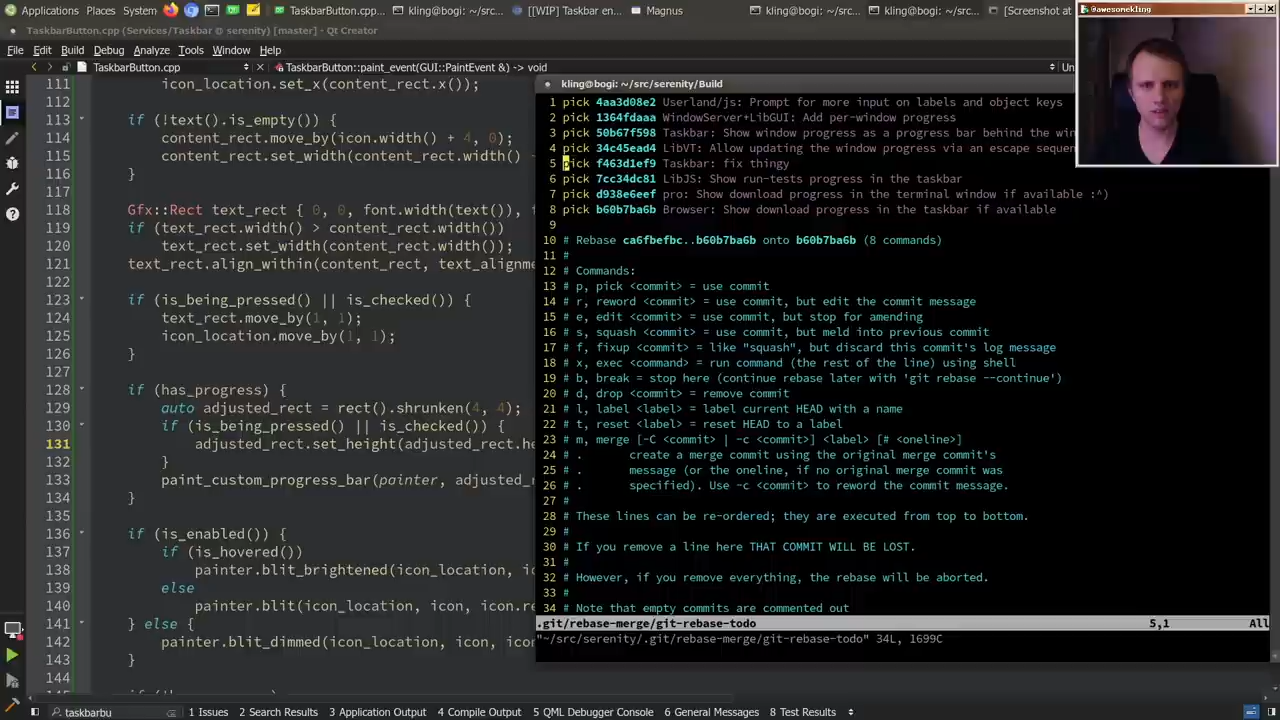 Applications Places System TaskbarButton.cpp... kling@bogi: ~/src... [[WIP] Taskbar en... Magnus kling@bogi: ~/src... kling@bogi: ~/src... [Screenshot at
@awesomekling
TaskbarButton.cpp (Services/Taskbar @ serenity) [master] - Qt Creator
File Edit Build Debug Analyze Tools Window Help
TaskbarButton.cpp TaskbarButton::paint_event(GUI::PaintEvent &) -> void Un
111 icon_location.set_x(content_rect.x());
112
113 if (!text().is_empty()) {
114 content_rect.move_by(icon.width() + 4, 0);
115 content_rect.set_width(content_rect.width()
116 }
117
118 Gfx::Rect text_rect { 0, 0, font.width(text()),
119 if (text_rect.width() > content_rect.width())
120 text_rect.set_width(content_rect.width());
121 text_rect.align_within(content_rect, text_alignme
122
123 if (is_being_pressed() || is_checked()) {
124 text_rect.move_by(1, 1);
125 icon_location.move_by(1, 1);
126 }
127
128 if (has_progress) {
129 auto adjusted_rect = rect().shrunken(4, 4);
130 if (is_being_pressed() || is_checked()) {
131 adjusted_rect.set_height(adjusted_rect.he
132 }
133 paint_custom_progress_bar(painter, adjusted_r
134 }
135
136 if (is_enabled()) {
137 if (is_hovered())
138 painter.blit_brightened(icon_location, ic
139 else
140 painter.blit(icon_location, icon, icon.re
141 } else {
142 painter.blit_dimmed(icon_location, icon, icon
143 }
144
kling@bogi: ~/src/serenity/Build
1 pick 4aa3d08e2 Userland/js: Prompt for more input on labels and object keys
2 pick 1364fdaaa WindowServer+LibGUI: Add per-window progress
3 pick 50b67f598 Taskbar: Show window progress as a progress bar behind the win
4 pick 34c45ead4 LibVT: Allow updating the window progress via an escape sequen
5 pick f463d1ef9 Taskbar: fix thingy
6 pick 7cc34dc81 LibJS: Show run-tests progress in the taskbar
7 pick d938e6eef pro: Show download progress in the terminal window if available :^)
8 pick b60b7ba6b Browser: Show download progress in the taskbar if available
9
10 # Rebase ca6fbefbc..b60b7ba6b onto b60b7ba6b (8 commands)
11 #
12 # Commands:
13 # p, pick <commit> = use commit
14 # r, reword <commit> = use commit, but edit the commit message
15 # e, edit <commit> = use commit, but stop for amending
16 # s, squash <commit> = use commit, but meld into previous commit
17 # f, fixup <commit> = like "squash", but discard this commit's log message
18 # x, exec <command> = run command (the rest of the line) using shell
19 # b, break = stop here (continue rebase later with 'git rebase --continue')
20 # d, drop <commit> = remove commit
21 # l, label <label> = label current HEAD with a name
22 # t, reset <label> = reset HEAD to a label
23 # m, merge [-C <commit> | -c <commit>] <label> [# <oneline>]
24 # . create a merge commit using the original merge commit's
25 # . message (or the oneline, if no original merge commit was
26 # . specified). Use -c <commit> to reword the commit message.
27 #
28 # These lines can be re-ordered; they are executed from top to bottom.
29 #
30 # If you remove a line here THAT COMMIT WILL BE LOST.
31 #
32 # However, if you remove everything, the rebase will be aborted.
33 #
34 # Note that empty commits are commented out
.git/rebase-merge/git-rebase-todo 5,1 All
"~/src/serenity/.git/rebase-merge/git-rebase-todo" 34L, 1699C
taskbarbu 1 Issues 2 Search Results 3 Application Output 4 Compile Output 5 QML Debugger Console 6 General Messages 8 Test Results